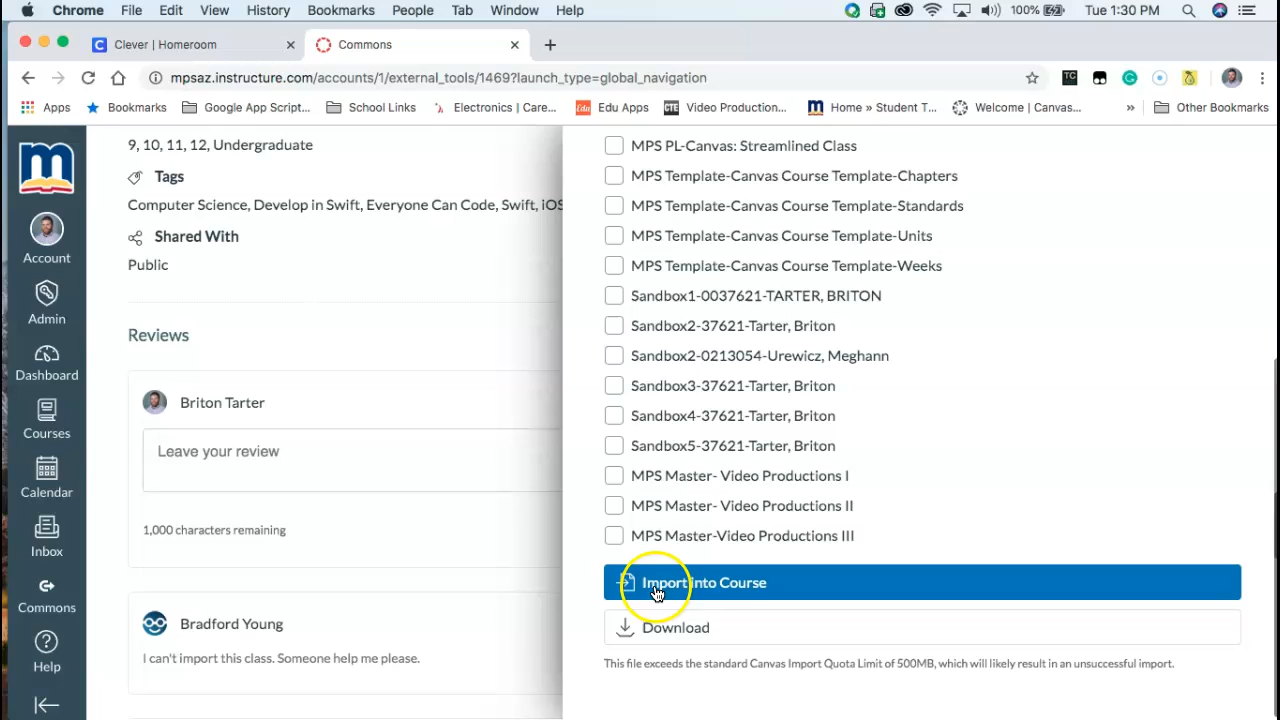 Chrome File Edit View History Bookmarks People Tab Window Help 100% Tue 1:30 PM
Clever | Homeroom Commons
mpsaz.instructure.com/accounts/1/external_tools/1469?launch_type=global_navigation
Apps Bookmarks Google App Script... School Links Electronics | Care... Edu Apps Video Production... Home » Student T... Welcome | Canvas... » Other Bookmarks
Account
Admin
Dashboard
Courses
Calendar
Inbox
Commons
Help
9, 10, 11, 12, Undergraduate
Tags
Computer Science, Develop in Swift, Everyone Can Code, Swift, iOS
Shared With
Public
Reviews
Briton Tarter
Leave your review
1,000 characters remaining
Bradford Young
I can't import this class. Someone help me please.
MPS PL-Canvas: Streamlined Class
MPS Template-Canvas Course Template-Chapters
MPS Template-Canvas Course Template-Standards
MPS Template-Canvas Course Template-Units
MPS Template-Canvas Course Template-Weeks
Sandbox1-0037621-TARTER, BRITON
Sandbox2-37621-Tarter, Briton
Sandbox2-0213054-Urewicz, Meghann
Sandbox3-37621-Tarter, Briton
Sandbox4-37621-Tarter, Briton
Sandbox5-37621-Tarter, Briton
MPS Master- Video Productions I
MPS Master- Video Productions II
MPS Master-Video Productions III
Import into Course
Download
This file exceeds the standard Canvas Import Quota Limit of 500MB, which will likely result in an unsuccessful import.